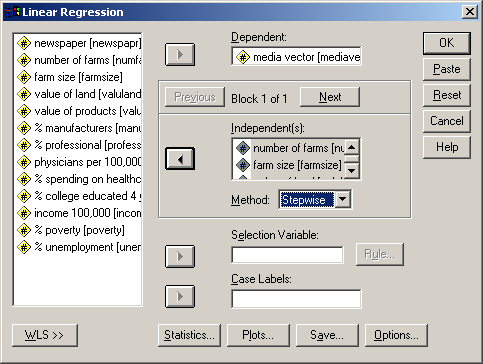 Linear Regression
newspaper [newspapr]
number of farms [numfa
farm size [farmsize]
value of land [valuland
value of products [valu
% manufacturers [manu
% professional [profess
physicians per 100,000
% spending on healthc
% college educated 4 y
income 100,000 [incom
% poverty [poverty]
% unemployment [uner
Dependent:
media vector [mediave
Previous Block 1 of 1 Next
Independent(s):
number of farms [nu
farm size [farmsize]
Method: Stepwise
Selection Variable:
Rule...
Case Labels:
OK
Paste
Reset
Cancel
Help
WLS >> Statistics... Plots... Save... Options...